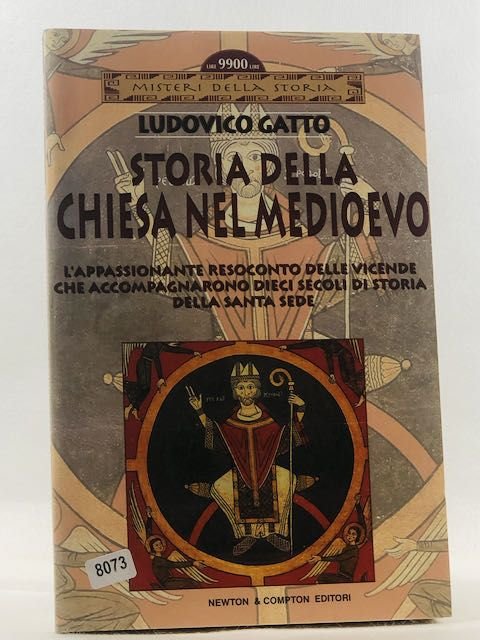 LIRE 9900 LIRE
MISTERI DELLA STORIA
LUDOVICO GATTO
STORIA DELLA
CHIESA NEL MEDIOEVO
L'APPASSIONANTE RESOCONTO DELLE VICENDE
CHE ACCOMPAGNARONO DIECI SECOLI DI STORIA
DELLA SANTA SEDE
8073
NEWTON & COMPTON EDITORI